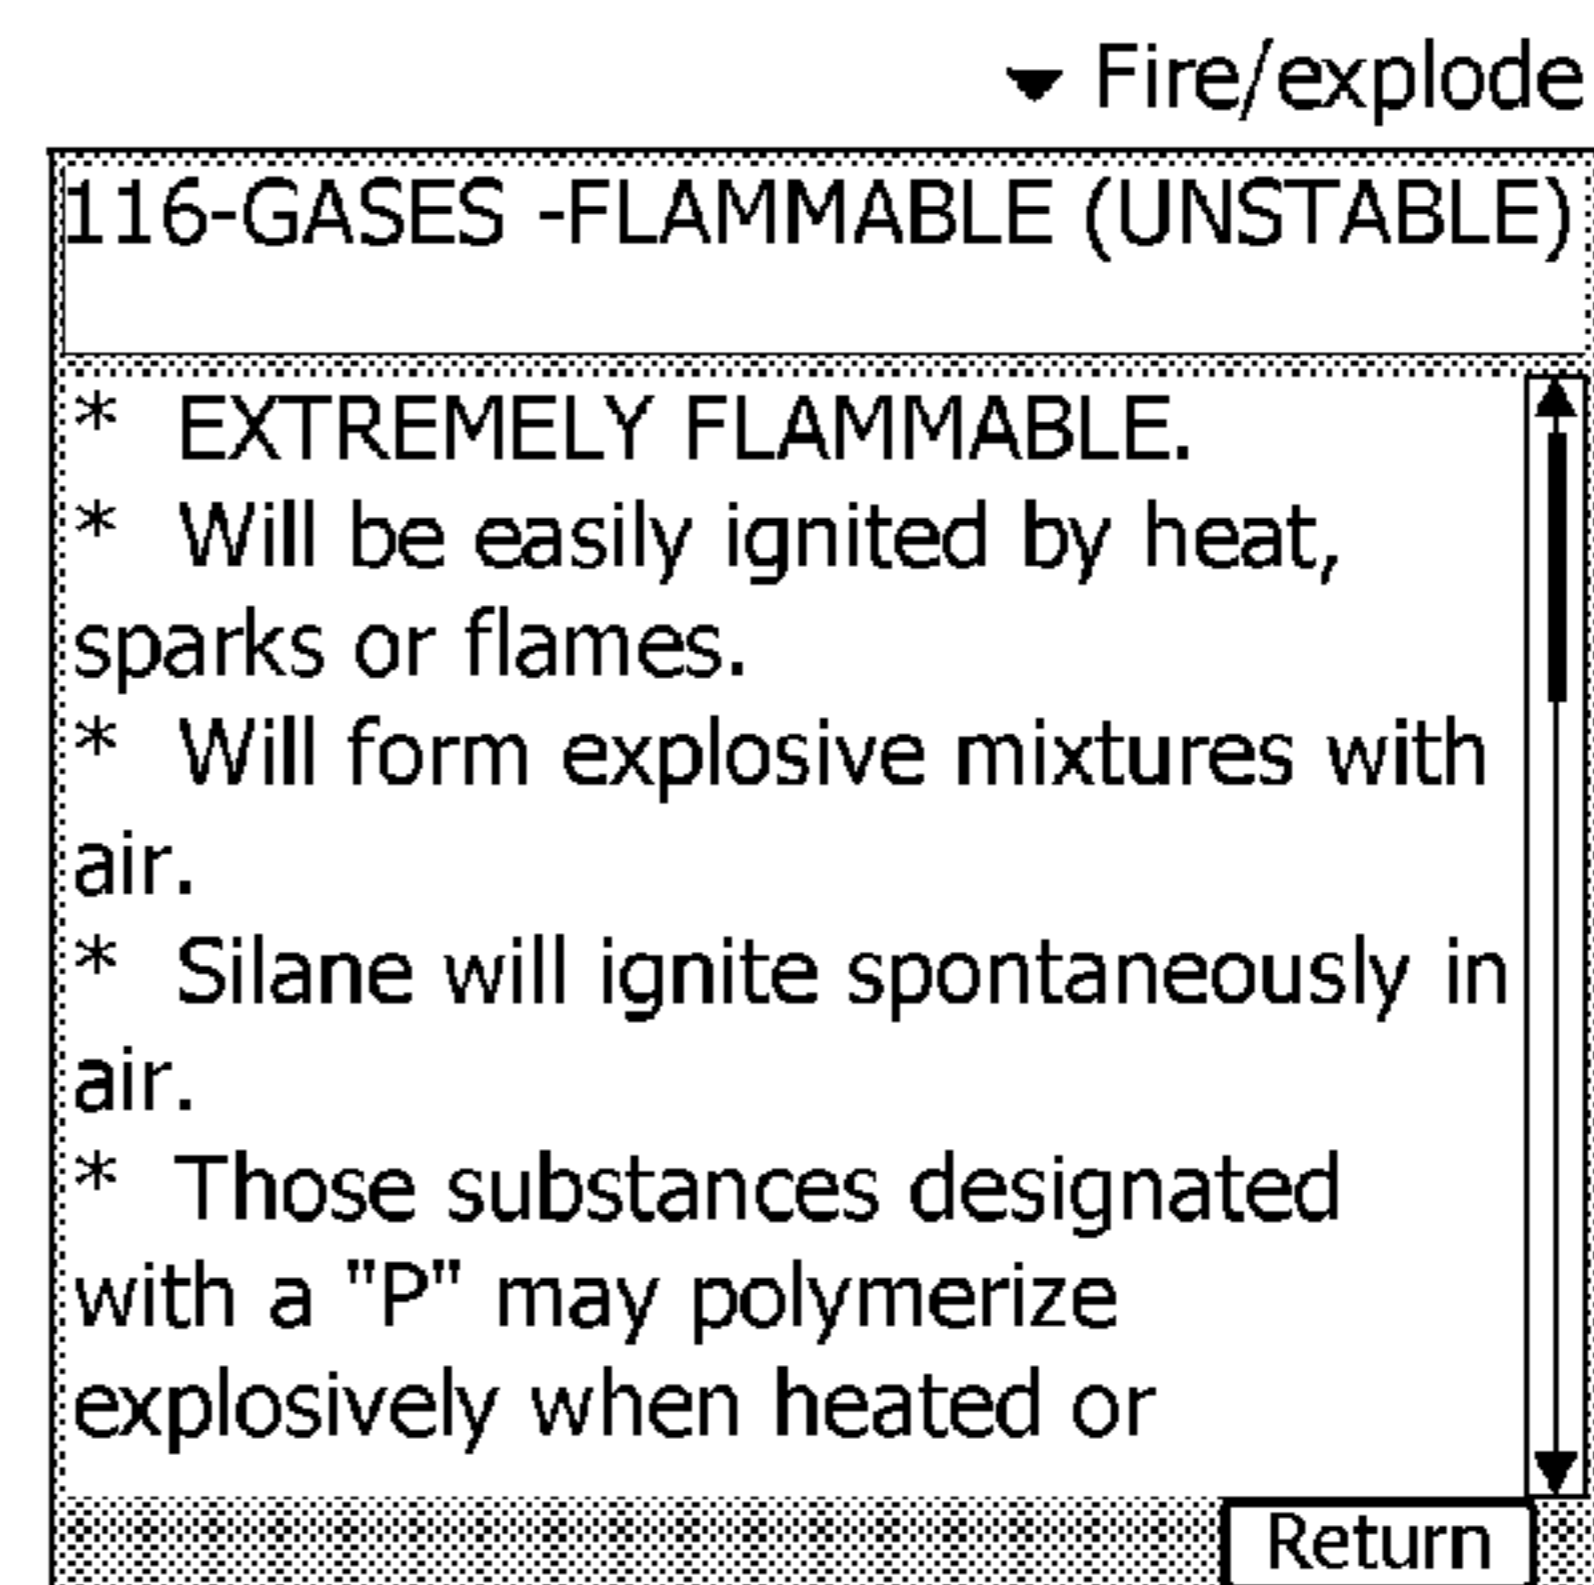 Fire/explode
116-GASES -FLAMMABLE (UNSTABLE)
* EXTREMELY FLAMMABLE.
* Will be easily ignited by heat,
sparks or flames.
* Will form explosive mixtures with
air.
* Silane will ignite spontaneously in
air.
* Those substances designated
with a "P" may polymerize
explosively when heated or
Return